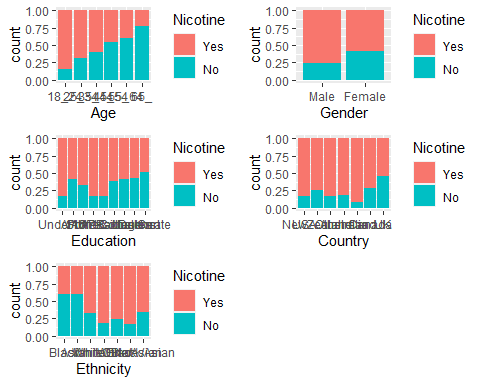 count
1.00
0.75
0.50
0.25
0.00
Age
Nicotine
Yes
No
count
1.00
0.75
0.50
0.25
0.00
Male Female
Gender
Nicotine
Yes
No
count
1.00
0.75
0.50
0.25
0.00
Education
Nicotine
Yes
No
count
1.00
0.75
0.50
0.25
0.00
Country
Nicotine
Yes
No
count
1.00
0.75
0.50
0.25
0.00
Ethnicity
Nicotine
Yes
No